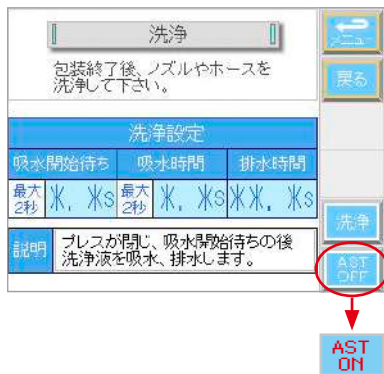 洗浄
メニュー
包装終了後、ノズルやホースを
洗浄して下さい。
戻る
洗浄設定
吸水開始待ち 吸水時間 排水時間
最大2秒 ※. ※s 最大2秒 ※. ※s ※※. ※s
洗浄
説明 プレスが閉じ、吸水開始待ちの後
洗浄液を吸水、排水します。
AST
OFF
AST
ON